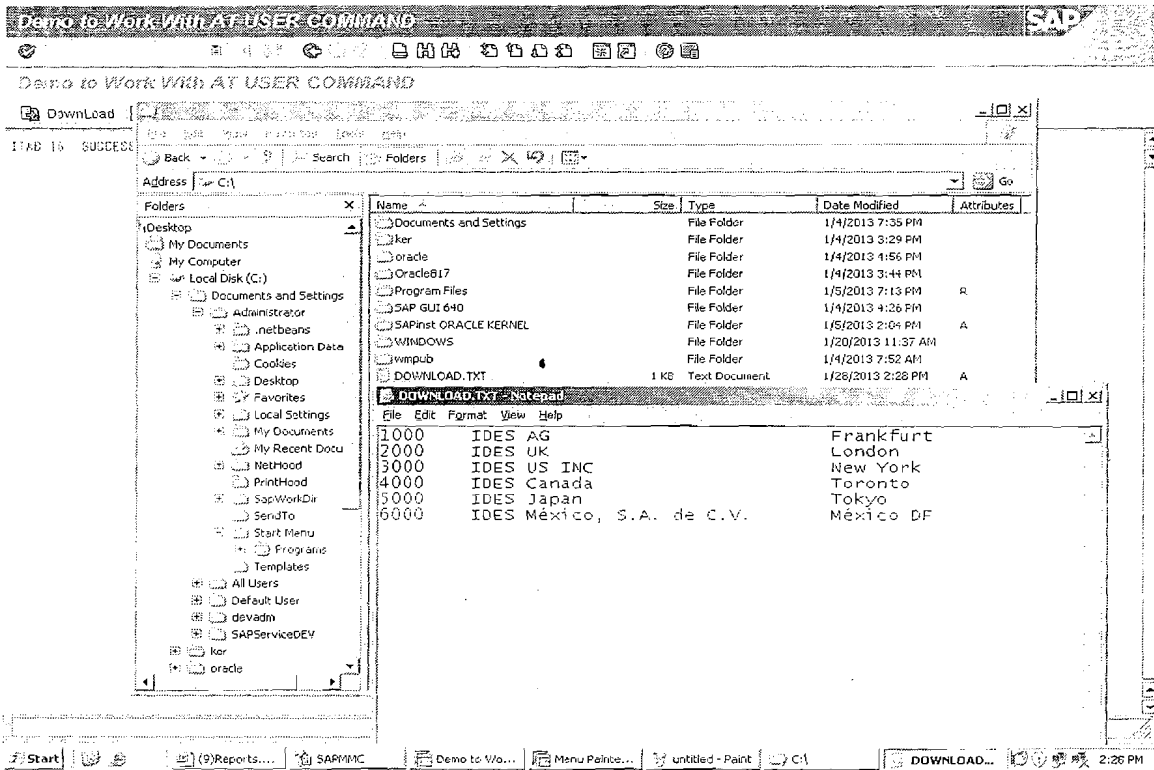 Demo to Work With AT USER COMMAND
SAP
Demo to Work With AT USER COMMAND
DownLoad
ITAB IS SUCCESS
Back Search Folders
Address C:\ Go
Folders
Name Size Type Date Modified Attributes
Desktop
My Documents
My Computer
Local Disk (C:)
Documents and Settings
Administrator
.netbeans
Application Data
Cookies
Desktop
Favorites
Local Settings
My Documents
My Recent Docu
NetHood
PrintHood
SapWorkDir
SendTo
Start Menu
Programs
Templates
All Users
Default User
devadm
SAPServiceDEV
ker
oracle
Documents and Settings File Folder 1/4/2013 7:35 PM
ker File Folder 1/4/2013 3:29 PM
oracle File Folder 1/4/2013 4:56 PM
Oracle817 File Folder 1/4/2013 3:44 PM
Program Files File Folder 1/5/2013 7:13 PM R
SAP GUI 640 File Folder 1/4/2013 4:26 PM
SAPinst ORACLE KERNEL File Folder 1/5/2013 2:04 PM A
WINDOWS File Folder 1/20/2013 11:37 AM
wmpub File Folder 1/4/2013 7:52 AM
DOWNLOAD.TXT 1 KB Text Document 1/28/2013 2:28 PM A
DOWNLOAD.TXT - Notepad
File Edit Format View Help
1000 IDES AG Frankfurt
2000 IDES UK London
3000 IDES US INC New York
4000 IDES Canada Toronto
5000 IDES Japan Tokyo
6000 IDES México, S.A. de C.V. México DF
Start (9)Reports.... SAPMMC Demo to Wo... Menu Painte... untitled - Paint C:\ DOWNLOAD... 2:26 PM